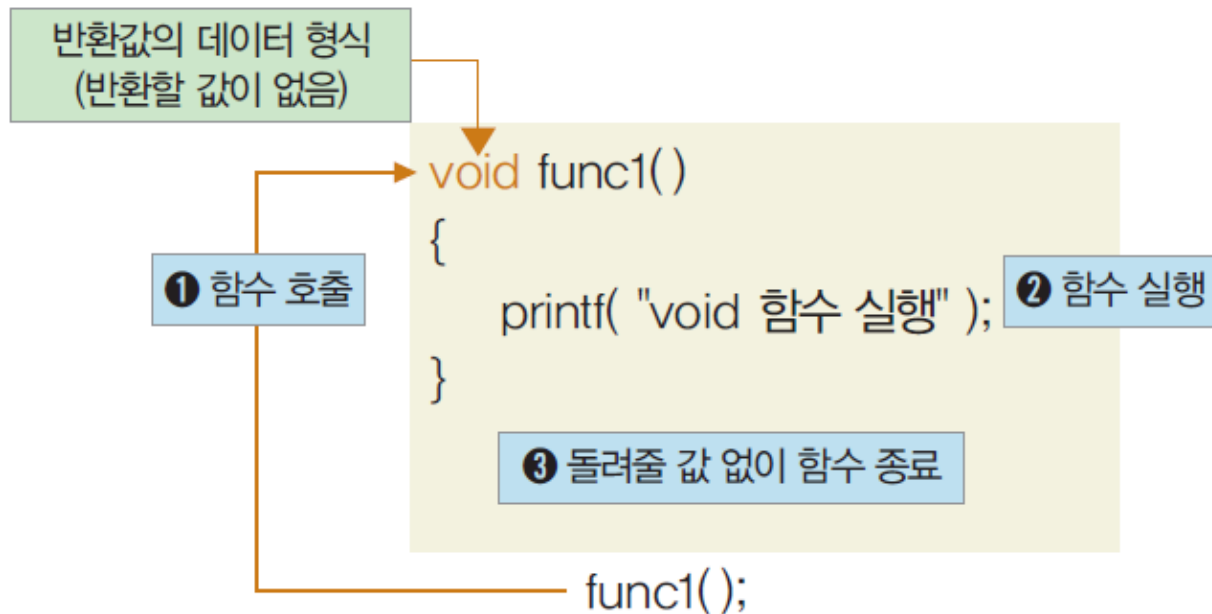 반환값의 데이터 형식
(반환할 값이 없음)
void func1( )
{
❶ 함수 호출
printf( "void 함수 실행" );
❷ 함수 실행
}
❸ 돌려줄 값 없이 함수 종료
func1( );